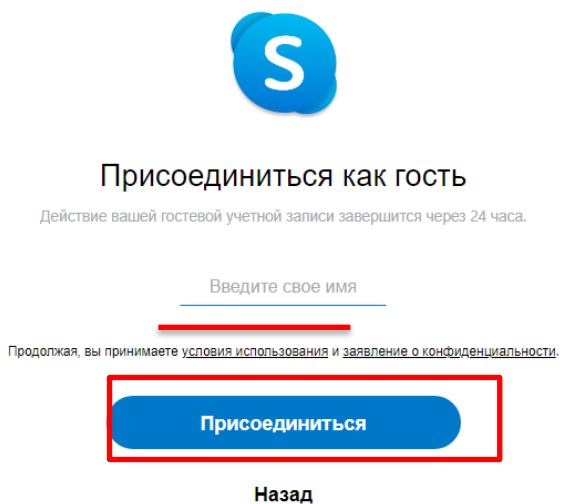 S
Присоединиться как гость
Действие вашей гостевой учетной записи завершится через 24 часа.
Введите свое имя
Продолжая, вы принимаете условия использования и заявление о конфиденциальности.
Присоединиться
Назад